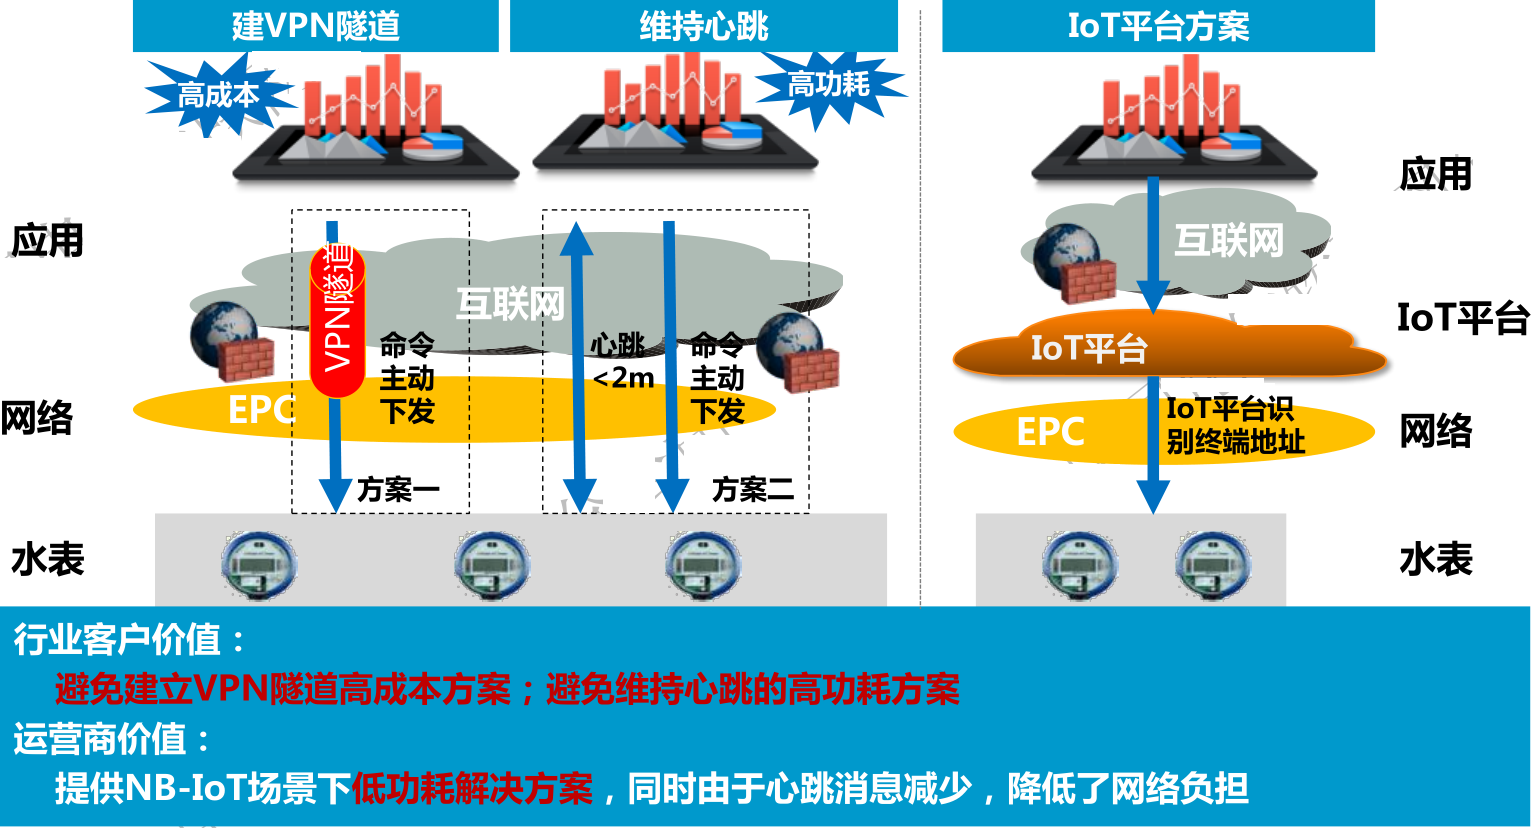 建VPN隧道
维持心跳
IoT平台方案
高成本
高功耗
应用
应用
互联网
VPN隧道
互联网
IoT平台
心跳
<2m
命令
主动
下发
命令
主动
下发
IoT平台
网络
EPC
EPC
IoT平台识
别终端地址
网络
方案一
方案二
水表
水表
行业客户价值：
避免建立VPN隧道高成本方案；避免维持心跳的高功耗方案
运营商价值：
提供NB-IoT场景下低功耗解决方案，同时由于心跳消息减少，降低了网络负担